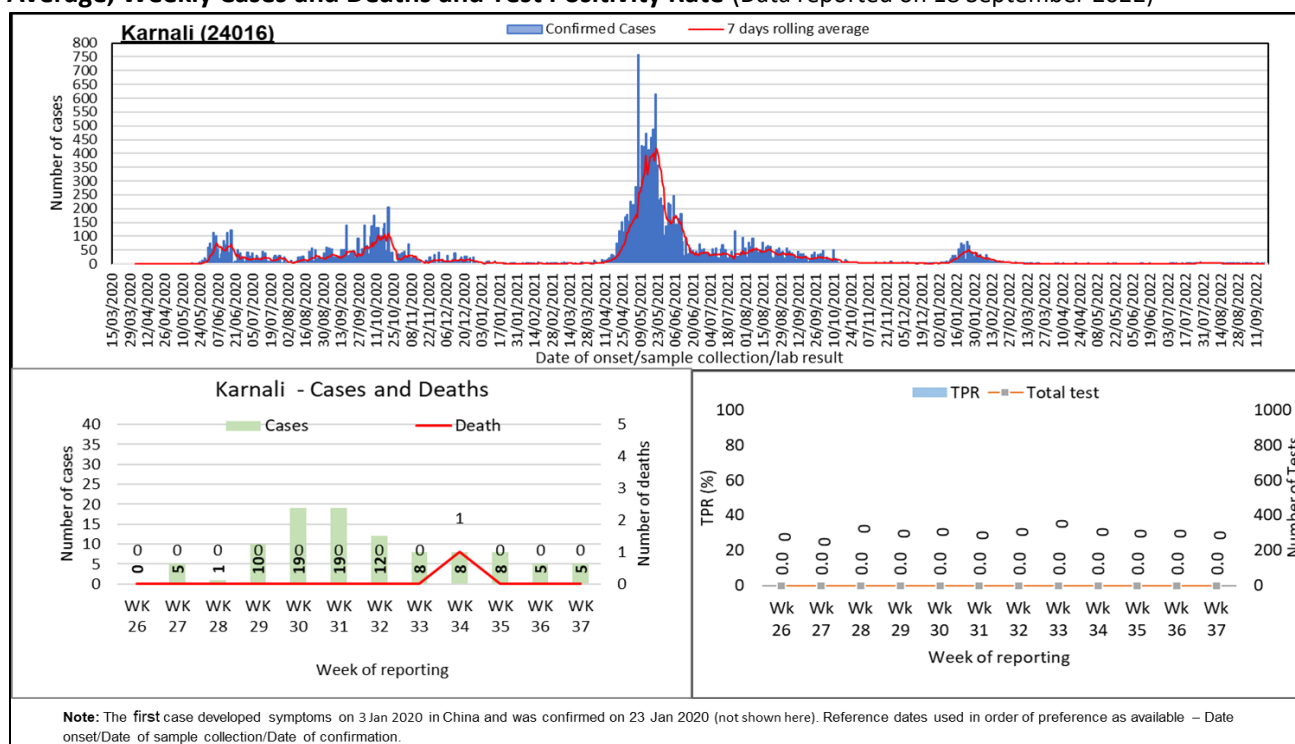 Average, Weekly Cases and Deaths and Test Positivity Rate (Data reported on 18 September 2022)
Karnali (24016)
Confirmed Cases 7 days rolling average
Number of cases
800
750
700
650
600
550
500
450
400
350
300
250
200
150
100
50
0
15/03/2020 29/03/2020 12/04/2020 26/04/2020 10/05/2020 24/05/2020 07/06/2020 21/06/2020 05/07/2020 19/07/2020 02/08/2020 16/08/2020 30/08/2020 13/09/2020 27/09/2020 11/10/2020 25/10/2020 08/11/2020 22/11/2020 06/12/2020 20/12/2020 03/01/2021 17/01/2021 31/01/2021 14/02/2021 28/02/2021 14/03/2021 28/03/2021 11/04/2021 25/04/2021 09/05/2021 23/05/2021 06/06/2021 20/06/2021 04/07/2021 18/07/2021 01/08/2021 15/08/2021 29/08/2021 12/09/2021 26/09/2021 10/10/2021 24/10/2021 07/11/2021 21/11/2021 05/12/2021 19/12/2021 02/01/2022 16/01/2022 30/01/2022 13/02/2022 27/02/2022 13/03/2022 27/03/2022 10/04/2022 24/04/2022 08/05/2022 22/05/2022 05/06/2022 19/06/2022 03/07/2022 17/07/2022 31/07/2022 14/08/2022 28/08/2022 11/09/2022
Date of onset/sample collection/lab result
Karnali - Cases and Deaths
Cases Death
Number of cases
40
35
30
25
20
15
10
5
0
1
0 0 0 0 0 0 0 0 0 0 0
0 5 1 10 19 19 12 8 8 8 5 5
5
4
3
2
1
0
Number of deaths
WK WK WK WK WK WK WK WK WK WK WK WK
26 27 28 29 30 31 32 33 34 35 36 37
Week of reporting
TPR Total test
TPR (%)
100
80
60
40
20
0
0 0 0 0 0 0 0 0 0 0 0 0
0.0 0.0 0.0 0.0 0.0 0.0 0.0 0.0 0.0 0.0 0.0 0.0
1000
800
600
400
200
0
Number of Tests
Wk Wk Wk Wk Wk Wk Wk Wk Wk Wk Wk Wk
26 27 28 29 30 31 32 33 34 35 36 37
Week of reporting
Note: The first case developed symptoms on 3 Jan 2020 in China and was confirmed on 23 Jan 2020 (not shown here). Reference dates used in order of preference as available – Date
onset/Date of sample collection/Date of confirmation.